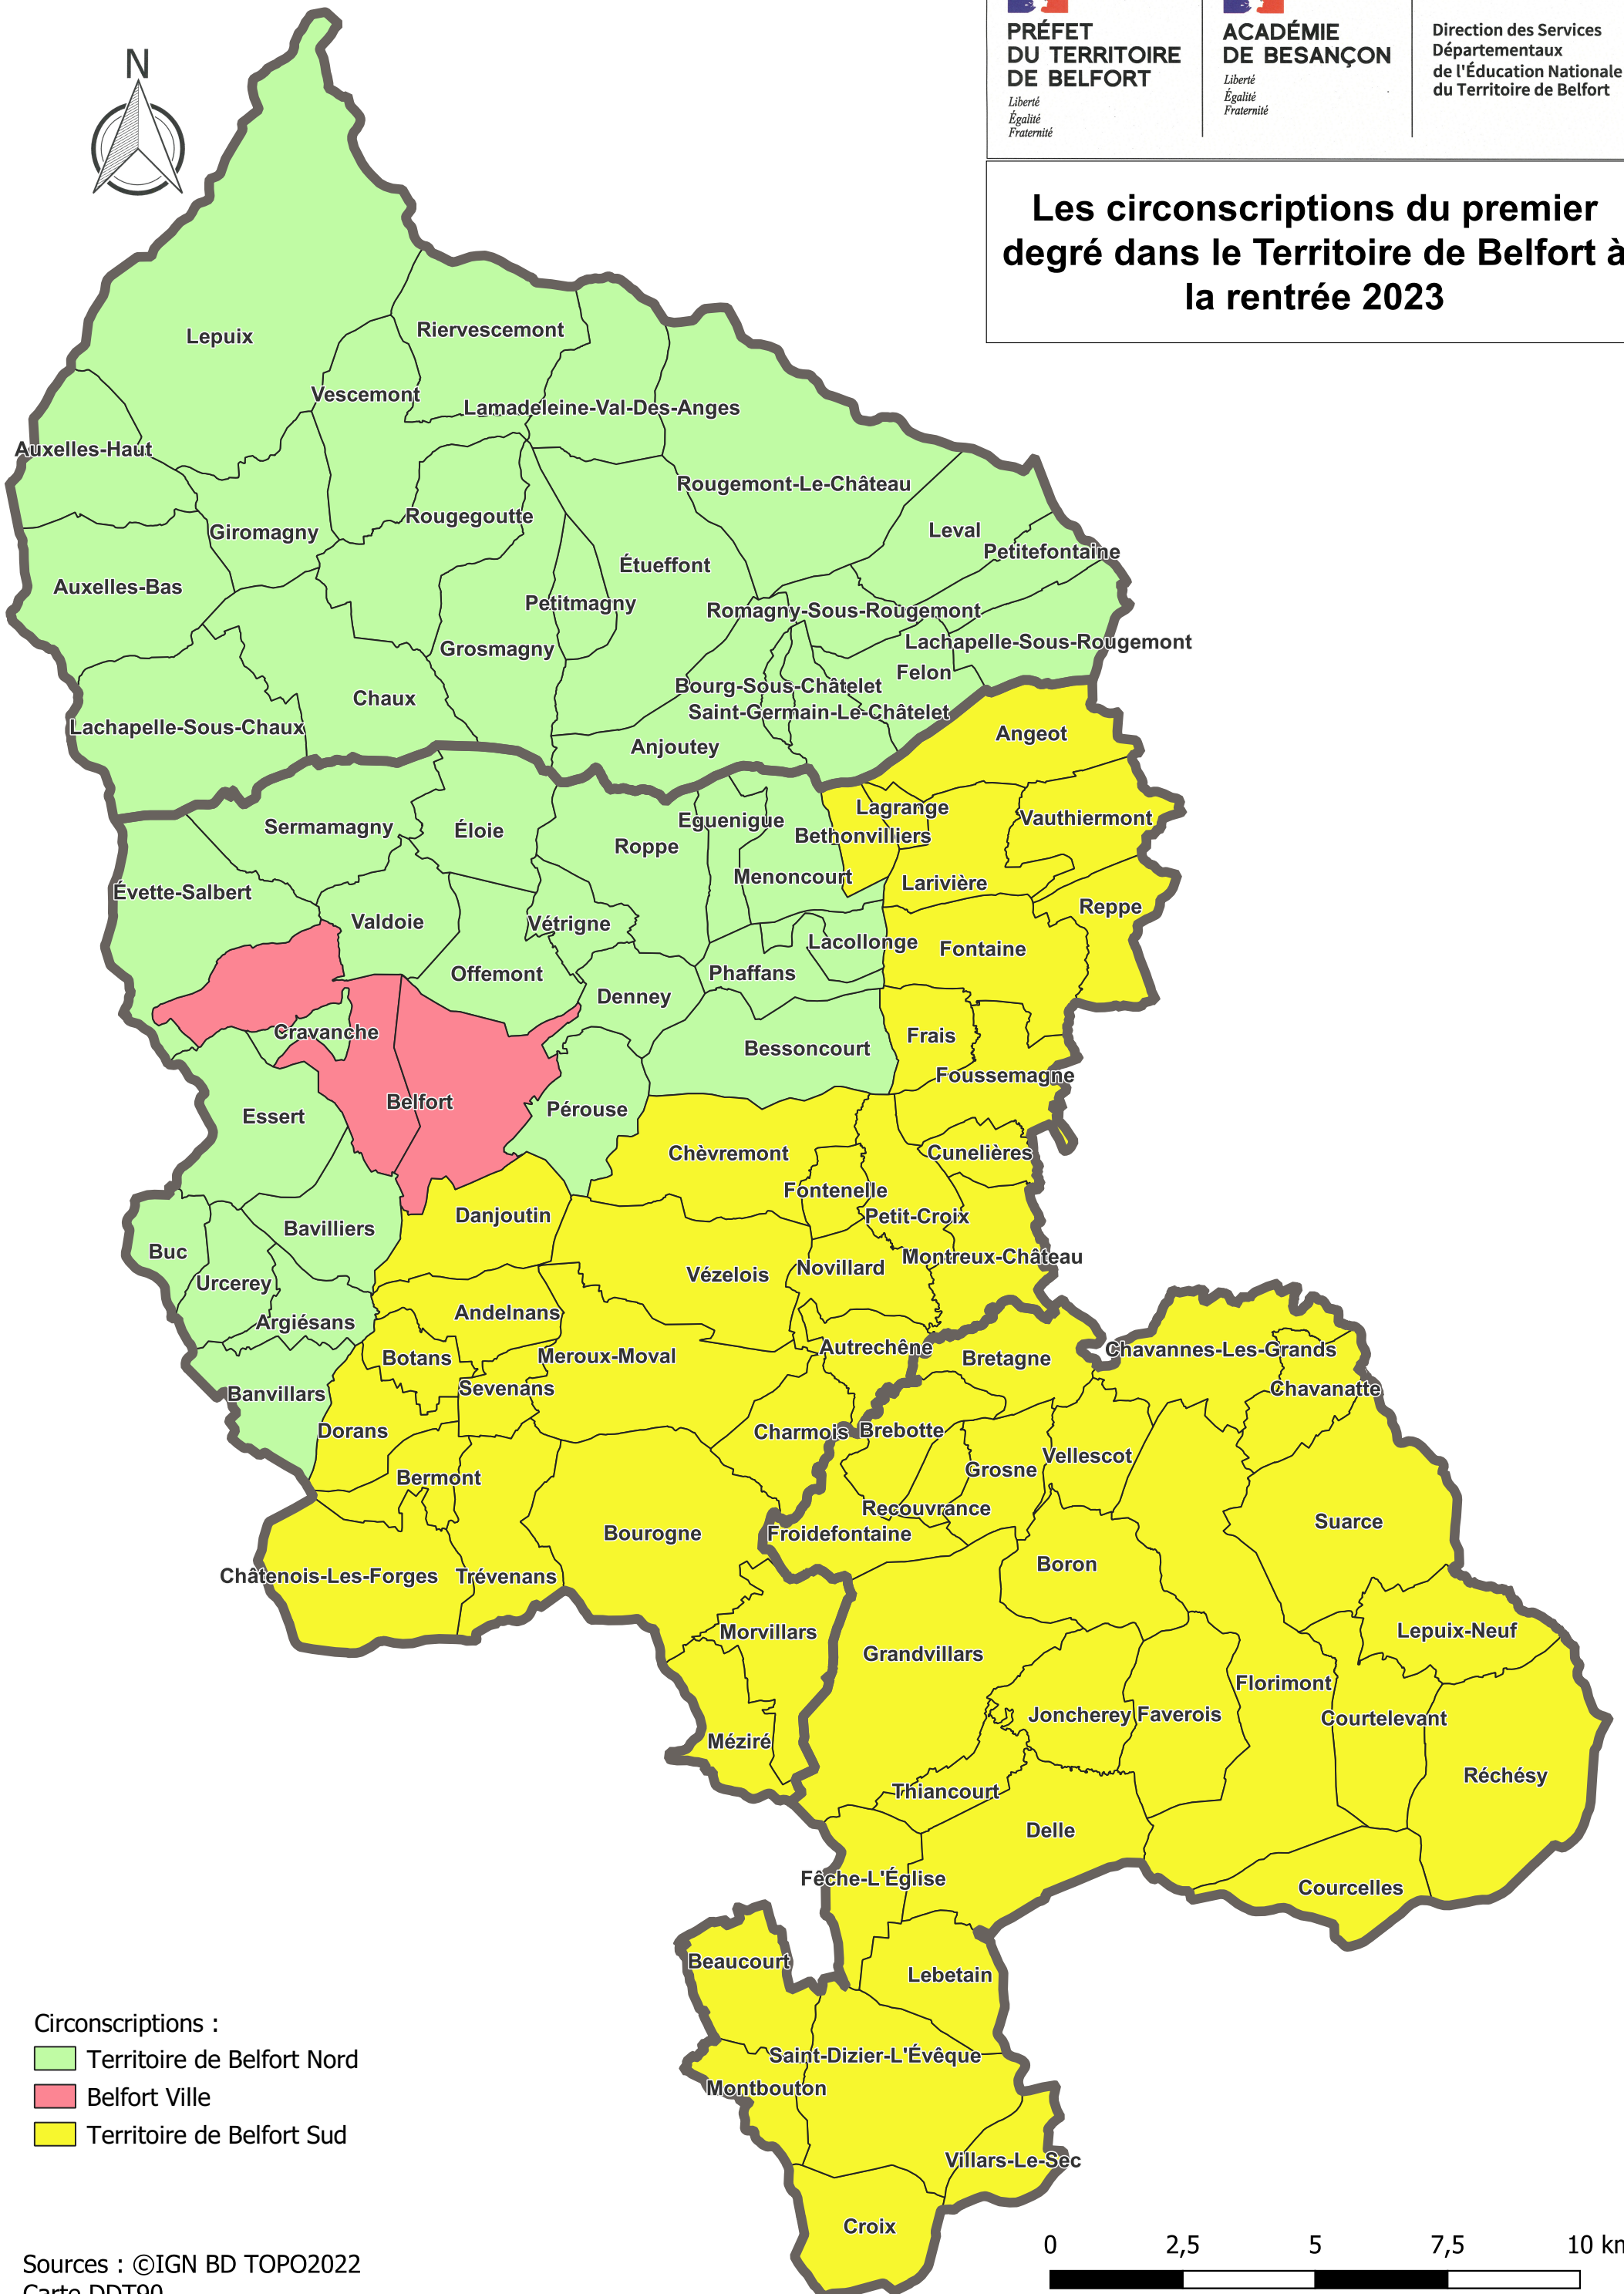 N
PRÉFET
DU TERRITOIRE
DE BELFORT
Liberté
Égalité
Fraternité
ACADÉMIE
DE BESANÇON
Liberté
Égalité
Fraternité
Direction des Services
Départementaux
de l'Éducation Nationale
du Territoire de Belfort
Les circonscriptions du premier
degré dans le Territoire de Belfort à
la rentrée 2023
Lepuix
Riervescemont
Vescemont
Lamadeleine-Val-Des-Anges
Auxelles-Haut
Rougemont-Le-Château
Rougegoutte
Giromagny
Leval
Petitefontaine
Étueffont
Auxelles-Bas
Petitmagny
Romagny-Sous-Rougemont
Lachapelle-Sous-Rougemont
Grosmagny
Felon
Bourg-Sous-Châtelet
Chaux
Saint-Germain-Le-Châtelet
Lachapelle-Sous-Chaux
Angeot
Anjoutey
Lagrange
Vauthiermont
Eguenigue
Sermamagny
Éloie
Bethonvilliers
Roppe
Menoncourt
Larivière
Évette-Salbert
Reppe
Valdoie
Vétrigne
Lacollonge
Fontaine
Offemont
Phaffans
Denney
Cravanche
Frais
Bessoncourt
Foussemagne
Belfort
Pérouse
Essert
Chèvremont
Cunelières
Fontenelle
Danjoutin
Petit-Croix
Bavilliers
Buc
Montreux-Château
Novillard
Vézelois
Urcerey
Andelnans
Argiésans
Autrechêne
Chavannes-Les-Grands
Meroux-Moval
Botans
Bretagne
Sevenans
Chavanatte
Banvillars
Dorans
Charmois
Brebotte
Vellescot
Grosne
Bermont
Recouvrance
Suarce
Bourogne
Froidefontaine
Boron
Châtenois-Les-Forges
Trévenans
Lepuix-Neuf
Morvillars
Grandvillars
Florimont
Joncherey
Faverois
Courtelevant
Méziré
Réchésy
Thiancourt
Delle
Fêche-L'Église
Courcelles
Beaucourt
Lebetain
Saint-Dizier-L'Évêque
Montbouton
Villars-Le-Sec
Croix
Circonscriptions :
Territoire de Belfort Nord
Belfort Ville
Territoire de Belfort Sud
0 2,5 5 7,5 10 km
Sources : ©IGN BD TOPO2022
Carte DDT90